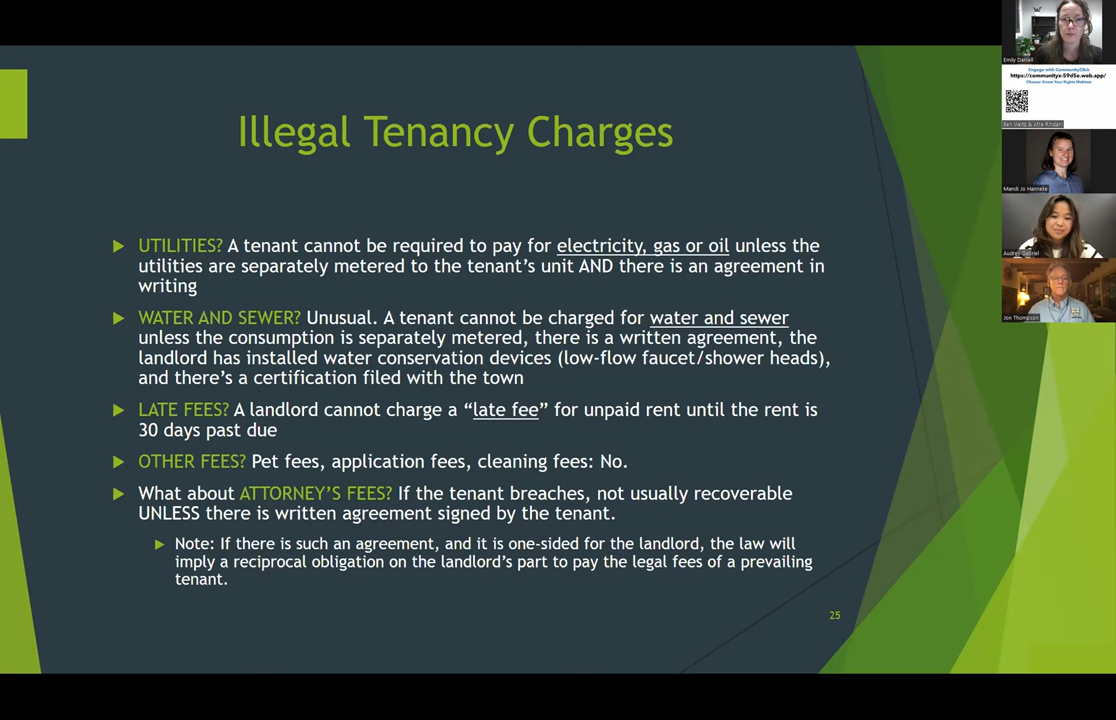 Illegal Tenancy Charges
UTILITIES? A tenant cannot be required to pay for electricity, gas or oil unless the
utilities are separately metered to the tenant’s unit AND there is an agreement in
writing
WATER AND SEWER? Unusual. A tenant cannot be charged for water and sewer
unless the consumption is separately metered, there is a written agreement, the
landlord has installed water conservation devices (low-flow faucet/shower heads),
and there’s a certification filed with the town
LATE FEES? A landlord cannot charge a “late fee” for unpaid rent until the rent is
30 days past due
OTHER FEES? Pet fees, application fees, cleaning fees: No.
What about ATTORNEY’S FEES? If the tenant breaches, not usually recoverable
UNLESS there is written agreement signed by the tenant.
Note: If there is such an agreement, and it is one-sided for the landlord, the law will
imply a reciprocal obligation on the landlord’s part to pay the legal fees of a prevailing
tenant.
25
Emily Daniell
Engage with CommunityClick
https://communityx-59d5e.web.app/
Choose: Know Your Rights Webinar
Ben Weitz & Afra Rindani
Mandi Jo Hanneke
Audrey Gabriel
Jon Thompson